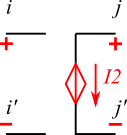 i j
+ +
I2
i' j'
− −